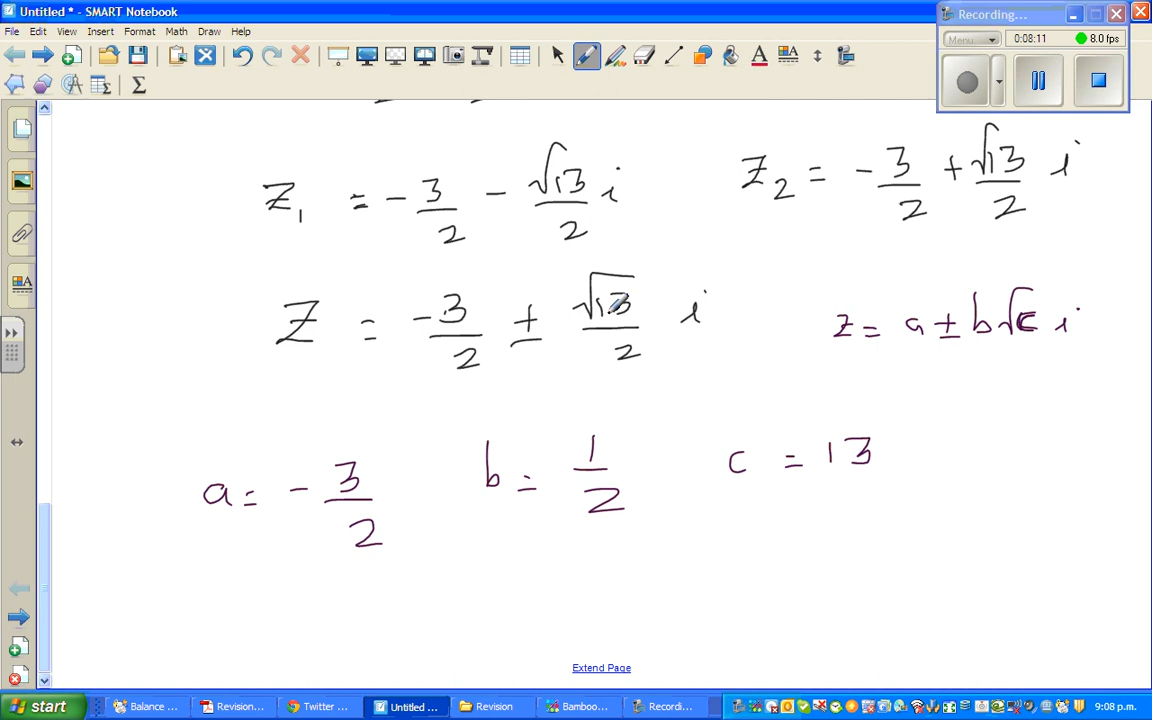 Untitled * - SMART Notebook
Recording...
File Edit View Insert Format Math Draw Help
Menu 0:08:11 8.0 fps
z₁ = -3/2 - √13/2 i z₂ = -3/2 + √13/2 i
z = -3/2 ± √13/2 i z = a ± b√c i
a = -3/2 b = 1/2 c = 13
Extend Page
start Balance ... Revision... Twitter ... Untitled ... Revision Bamboo... Recordi... 9:08 p.m.